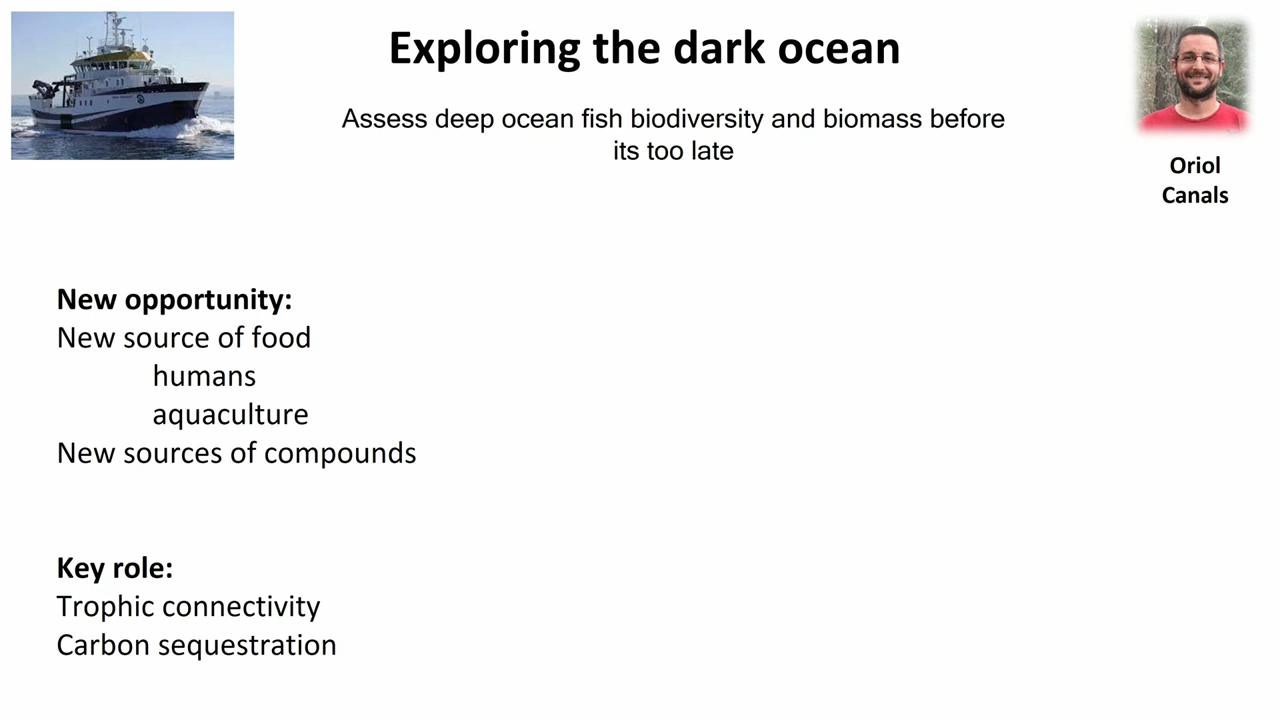 Exploring the dark ocean
Assess deep ocean fish biodiversity and biomass before
its too late
Oriol
Canals
New opportunity:
New source of food
humans
aquaculture
New sources of compounds
Key role:
Trophic connectivity
Carbon sequestration